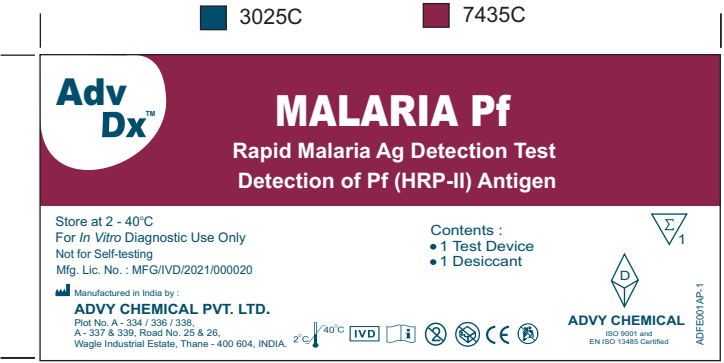 3025C
7435C
Adv
Dx™
MALARIA Pf
Rapid Malaria Ag Detection Test
Detection of Pf (HRP-II) Antigen
Store at 2 - 40°C
For In Vitro Diagnostic Use Only
Not for Self-testing
Mfg. Lic. No. : MFG/IVD/2021/000020
Manufactured in India by :
ADVY CHEMICAL PVT. LTD.
Plot No. A - 334 / 336 / 338,
A - 337 & 339, Road No. 25 & 26,
Wagle Industrial Estate, Thane - 400 604, INDIA.
2°C
40°C
IVD
i
2
CE
Contents :
• 1 Test Device
• 1 Desiccant
Σ
1
D
ADVY CHEMICAL
ISO 9001 and
EN ISO 13485 Certified
ADFE001AP-1